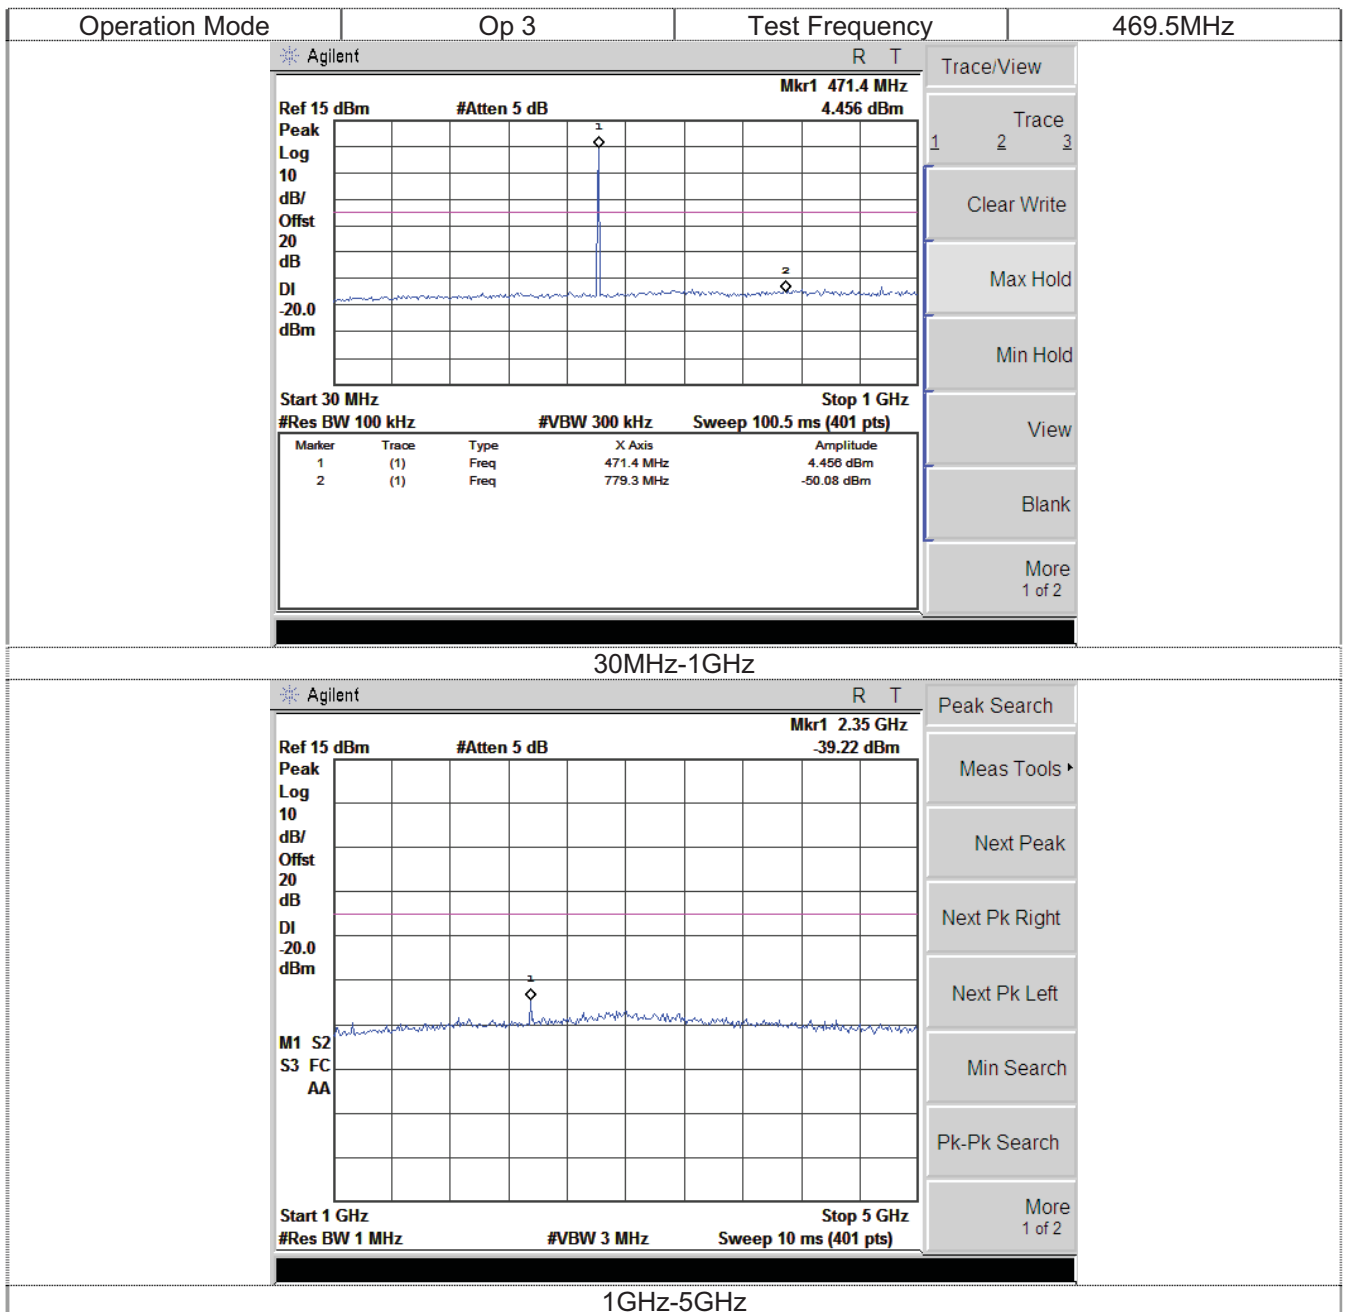 Operation Mode Op 3 Test Frequency 469.5MHz
Agilent R T
Trace/View
Mkr1 471.4 MHz
Ref 15 dBm #Atten 5 dB 4.456 dBm
Peak
Log
10
dB/
Offst
20
dB
DI
-20.0
dBm
1
2
Trace
1 2 3
Clear Write
Max Hold
Min Hold
View
Blank
More
1 of 2
Start 30 MHz Stop 1 GHz
#Res BW 100 kHz #VBW 300 kHz Sweep 100.5 ms (401 pts)
Marker Trace Type X Axis Amplitude
1 (1) Freq 471.4 MHz 4.456 dBm
2 (1) Freq 779.3 MHz -50.08 dBm
30MHz-1GHz
Agilent R T
Peak Search
Mkr1 2.35 GHz
Ref 15 dBm #Atten 5 dB -39.22 dBm
Peak
Log
10
dB/
Offst
20
dB
DI
-20.0
dBm
1
M1 S2
S3 FC
AA
Meas Tools
Next Peak
Next Pk Right
Next Pk Left
Min Search
Pk-Pk Search
More
1 of 2
Start 1 GHz Stop 5 GHz
#Res BW 1 MHz #VBW 3 MHz Sweep 10 ms (401 pts)
1GHz-5GHz